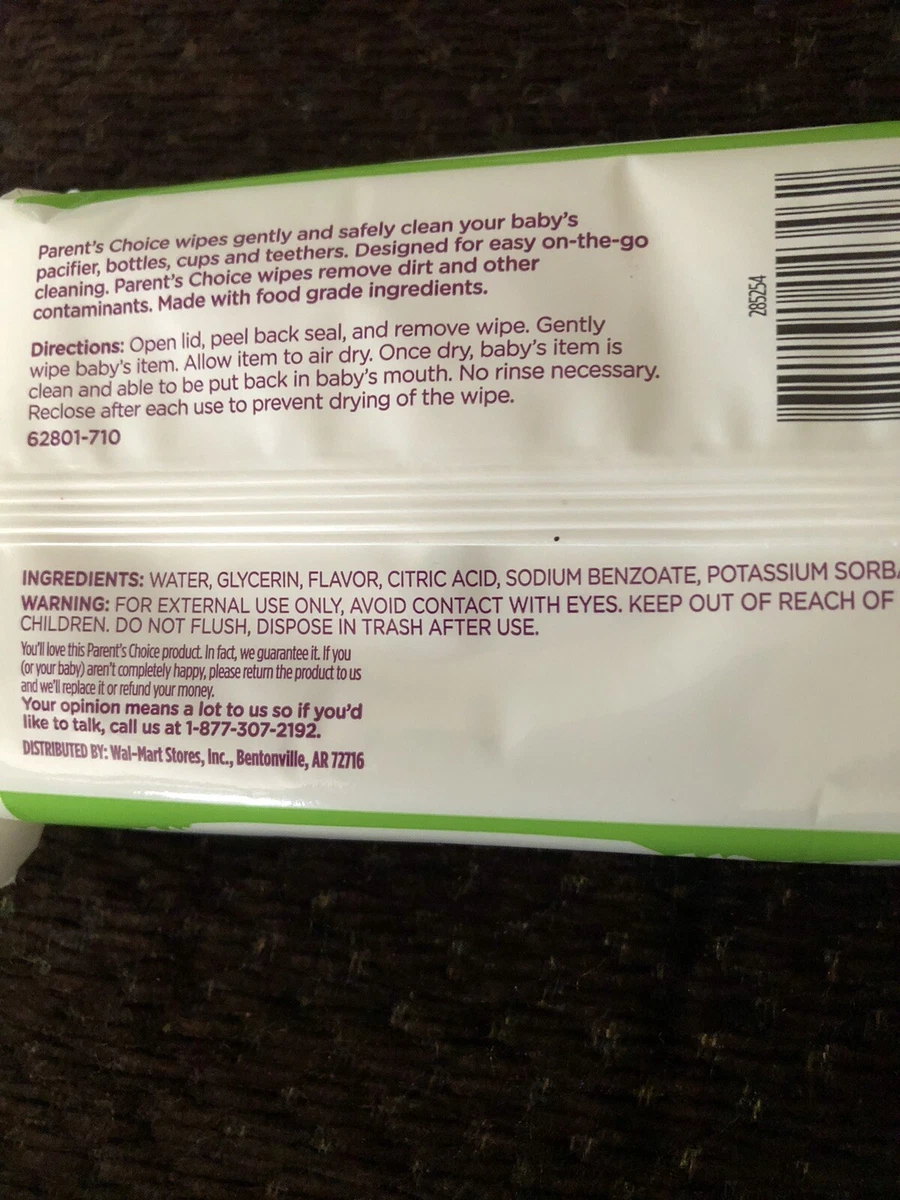 Parent's Choice wipes gently and safely clean your baby's
pacifier, bottles, cups and teethers. Designed for easy on-the-go
cleaning. Parent's Choice wipes remove dirt and other
contaminants. Made with food grade ingredients.
Directions: Open lid, peel back seal, and remove wipe. Gently
wipe baby's item. Allow item to air dry. Once dry, baby's item is
clean and able to be put back in baby's mouth. No rinse necessary.
Reclose after each use to prevent drying of the wipe.
62801-710
285254
INGREDIENTS: WATER, GLYCERIN, FLAVOR, CITRIC ACID, SODIUM BENZOATE, POTASSIUM
WARNING: FOR EXTERNAL USE ONLY, AVOID CONTACT WITH EYES. KEEP OUT OF REACH OF
CHILDREN. DO NOT FLUSH, DISPOSE IN TRASH AFTER USE.
You'll love this Parent's Choice product. In fact, we guarantee it. If you
(or your baby) aren't completely happy, please return the product to us
and we'll replace it or refund your money.
Your opinion means a lot to us so if you'd
like to talk, call us at 1-877-307-2192.
DISTRIBUTED BY: Wal-Mart Stores, Inc., Bentonville, AR 72716